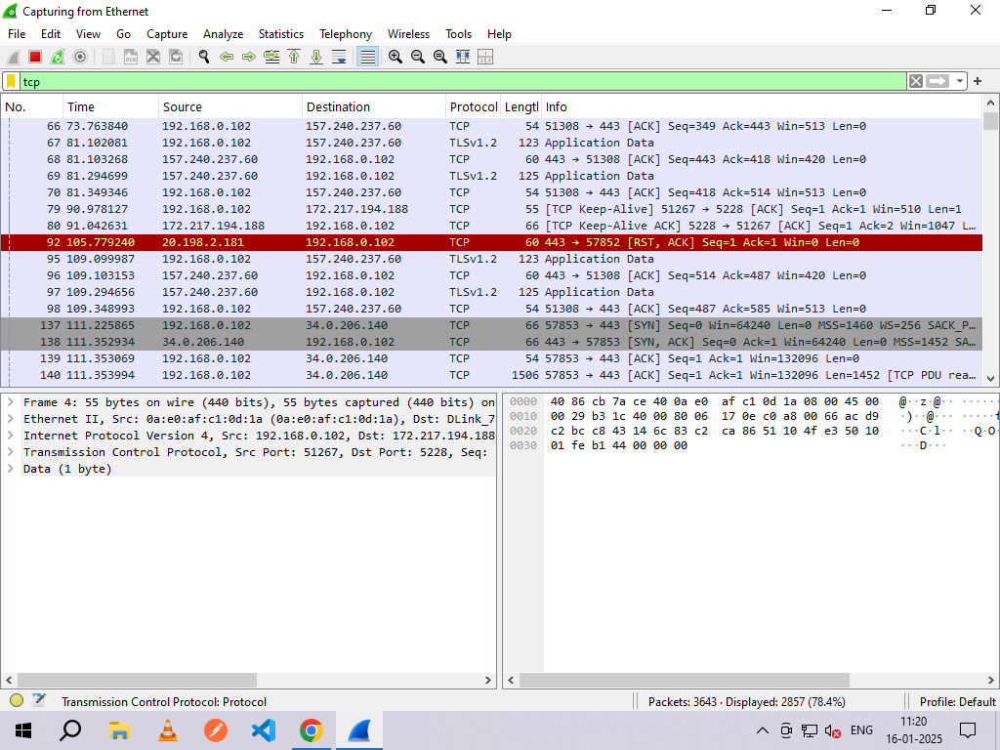 Capturing from Ethernet
File Edit View Go Capture Analyze Statistics Telephony Wireless Tools Help
tcp
No. Time Source Destination Protocol Lengtl Info
66 73.763840 192.168.0.102 157.240.237.60 TCP 54 51308 → 443 [ACK] Seq=349 Ack=443 Win=513 Len=0
67 81.102081 192.168.0.102 157.240.237.60 TLSv1.2 123 Application Data
68 81.103268 157.240.237.60 192.168.0.102 TCP 60 443 → 51308 [ACK] Seq=443 Ack=418 Win=420 Len=0
69 81.294699 157.240.237.60 192.168.0.102 TLSv1.2 125 Application Data
70 81.349346 192.168.0.102 157.240.237.60 TCP 54 51308 → 443 [ACK] Seq=418 Ack=514 Win=513 Len=0
79 90.978127 192.168.0.102 172.217.194.188 TCP 55 [TCP Keep-Alive] 51267 → 5228 [ACK] Seq=1 Ack=1 Win=510 Len=1
80 91.042631 172.217.194.188 192.168.0.102 TCP 66 [TCP Keep-Alive ACK] 5228 → 51267 [ACK] Seq=1 Ack=2 Win=1047 L…
92 105.779240 20.198.2.181 192.168.0.102 TCP 60 443 → 57852 [RST, ACK] Seq=1 Ack=1 Win=0 Len=0
95 109.099987 192.168.0.102 157.240.237.60 TLSv1.2 123 Application Data
96 109.103153 157.240.237.60 192.168.0.102 TCP 60 443 → 51308 [ACK] Seq=514 Ack=487 Win=420 Len=0
97 109.294656 157.240.237.60 192.168.0.102 TLSv1.2 125 Application Data
98 109.348993 192.168.0.102 157.240.237.60 TCP 54 51308 → 443 [ACK] Seq=487 Ack=585 Win=513 Len=0
137 111.225865 192.168.0.102 34.0.206.140 TCP 66 57853 → 443 [SYN] Seq=0 Win=64240 Len=0 MSS=1460 WS=256 SACK_P…
138 111.352934 34.0.206.140 192.168.0.102 TCP 66 443 → 57853 [SYN, ACK] Seq=0 Ack=1 Win=64240 Len=0 MSS=1452 SA…
139 111.353069 192.168.0.102 34.0.206.140 TCP 54 57853 → 443 [ACK] Seq=1 Ack=1 Win=132096 Len=0
140 111.353994 192.168.0.102 34.0.206.140 TCP 1506 57853 → 443 [ACK] Seq=1 Ack=1 Win=132096 Len=1452 [TCP PDU rea…
Frame 4: 55 bytes on wire (440 bits), 55 bytes captured (440 bits) on
Ethernet II, Src: 0a:e0:af:c1:0d:1a (0a:e0:af:c1:0d:1a), Dst: DLink_7
Internet Protocol Version 4, Src: 192.168.0.102, Dst: 172.217.194.188
Transmission Control Protocol, Src Port: 51267, Dst Port: 5228, Seq:
Data (1 byte)
0000 40 86 cb 7a ce 40 0a e0 af c1 0d 1a 08 00 45 00 @··z·@·· ······
0010 00 29 b3 1c 40 00 80 06 17 0e c0 a8 00 66 ac d9 ·)··@··· ·····f
0020 c2 bc c8 43 14 6c 83 c2 ca 86 51 10 4f e3 50 10 ···C·l·· ··Q·O·
0030 01 fe b1 44 00 00 00 ···D···
Transmission Control Protocol: Protocol
Packets: 3643 · Displayed: 2857 (78.4%)
Profile: Default
ENG
11:20
16-01-2025